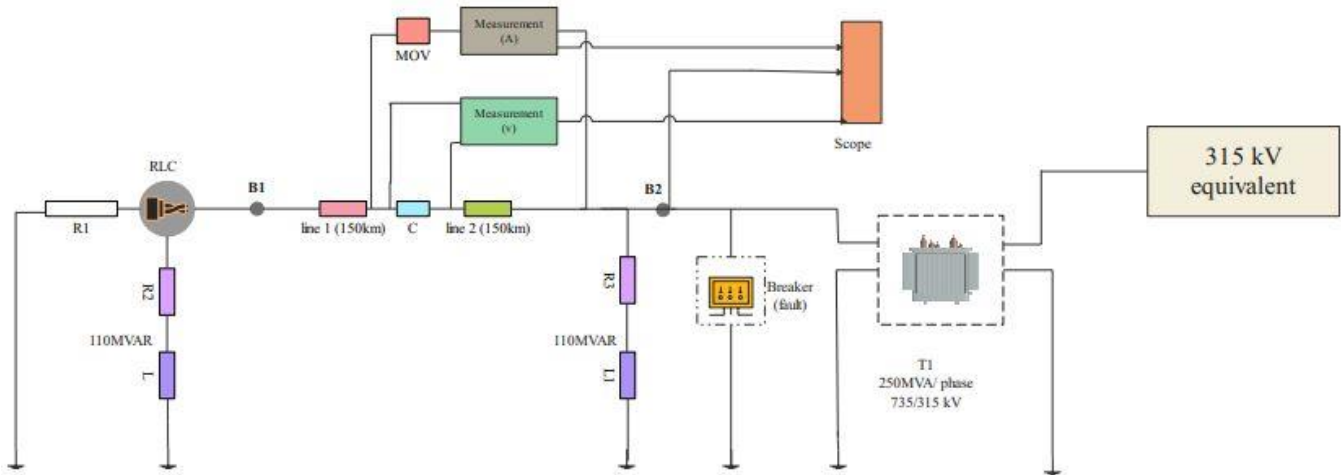 Measurement
(A)
MOV
Measurement
(v)
Scope
315 kV
equivalent
RLC
B1
B2
R1
line 1 (150km)
C
line 2 (150km)
R2
R3
Breaker
(fault)
110MVAR
110MVAR
L
L1
T1
250MVA/ phase
735/315 kV